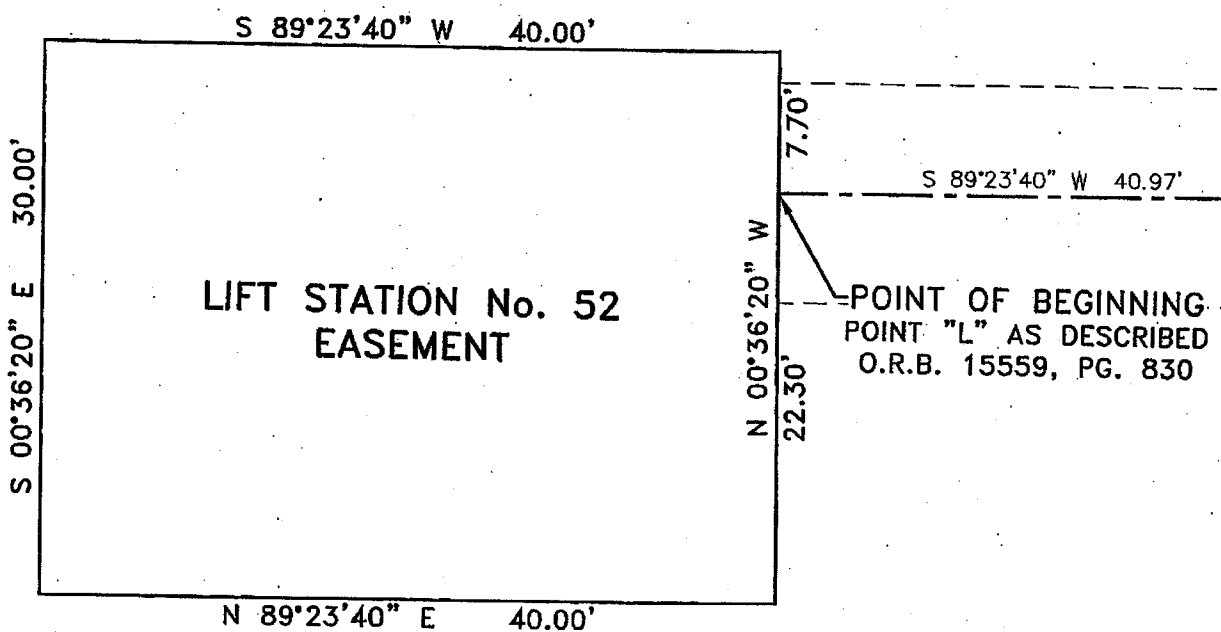 S 89°23'40" W 40.00'
7.70'
S 89°23'40" W 40.97'
S 00°36'20" E 30.00'
LIFT STATION No. 52
EASEMENT
N 00°36'20" W
22.30'
POINT OF BEGINNING
POINT "L" AS DESCRIBED
O.R.B. 15559, PG. 830
N 89°23'40" E 40.00'